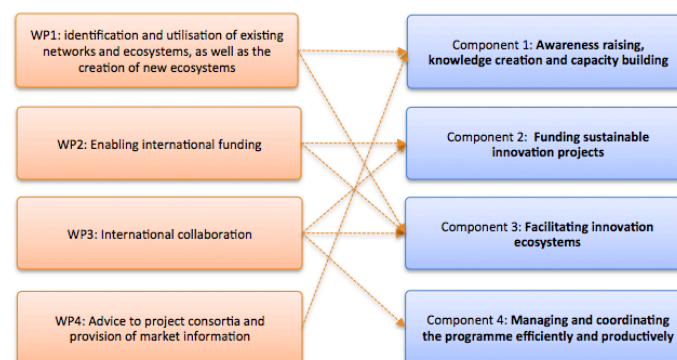 WP1: identification and utilisation of existing
networks and ecosystems, as well as the
creation of new ecosystems
Component 1: Awareness raising,
knowledge creation and capacity building
WP2: Enabling international funding
Component 2:  Funding sustainable
innovation projects
WP3: International collaboration
Component 3: Facilitating innovation
ecosystems
WP4: Advice to project consortia and
provision of market information
Component 4: Managing and coordinating
the programme efficiently and productively